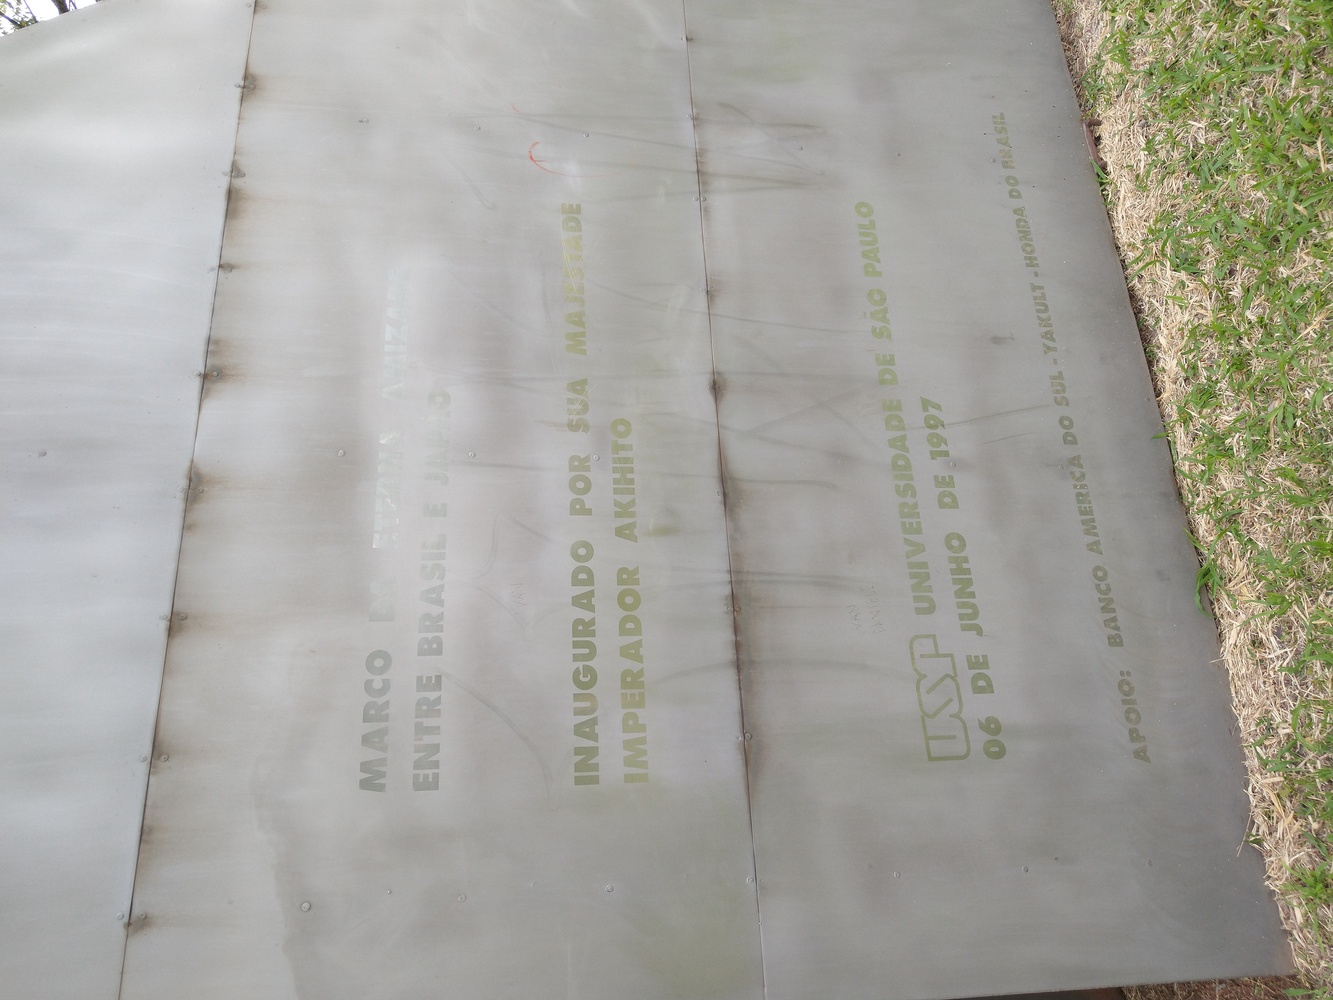 MARCO DA ETERNA AMIZADE
ENTRE BRASIL E JAPÃO
INAUGURADO POR SUA MAJESTADE
IMPERADOR AKIHITO
USP UNIVERSIDADE DE SÃO PAULO
06 DE JUNHO DE 1997
APOIO: BANCO AMERICA DO SUL - YAKULT - HONDA DO BRASIL